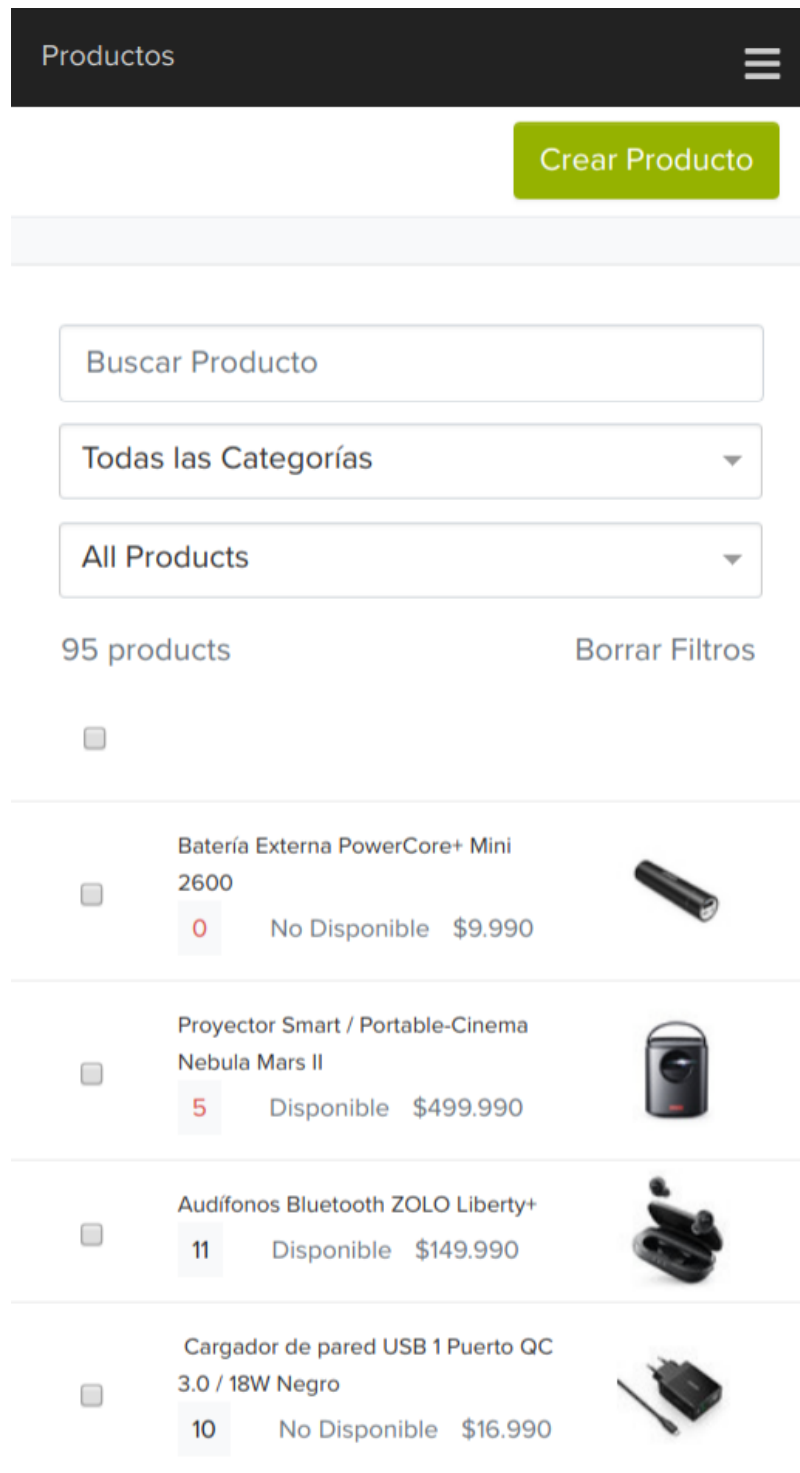 Productos
Crear Producto
Buscar Producto
Todas las Categorías
All Products
95 products Borrar Filtros
Batería Externa PowerCore+ Mini
2600
0 No Disponible $9.990
Proyector Smart / Portable-Cinema
Nebula Mars II
5 Disponible $499.990
Audífonos Bluetooth ZOLO Liberty+
11 Disponible $149.990
Cargador de pared USB 1 Puerto QC
3.0 / 18W Negro
10 No Disponible $16.990